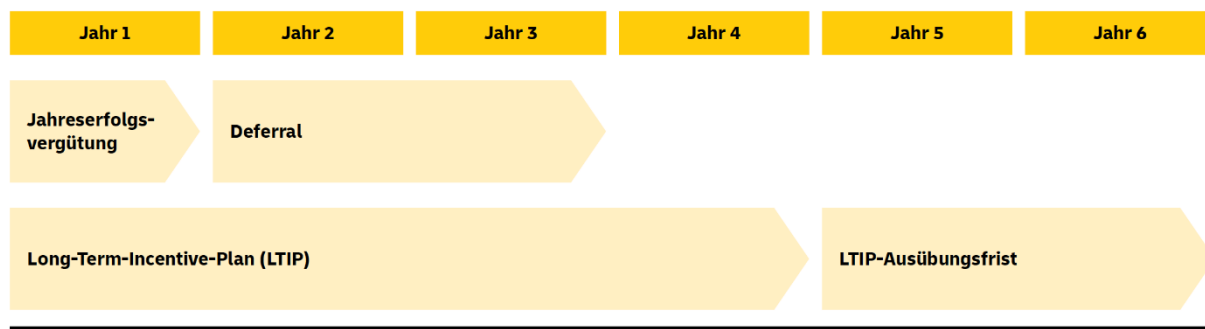 Jahr 1 Jahr 2 Jahr 3 Jahr 4 Jahr 5 Jahr 6
Jahreserfolgs-
vergütung
Deferral
Long-Term-Incentive-Plan (LTIP)
LTIP-Ausübungsfrist